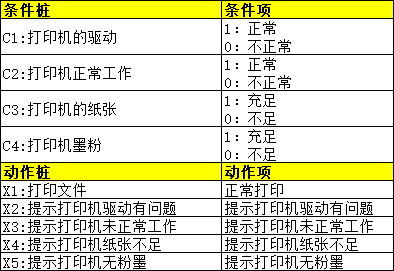 条件桩 条件项
C1:打印机的驱动 1: 正常
0: 不正常
C2:打印机正常工作 1: 正常
0: 不正常
C3:打印机的纸张 1: 充足
0: 不足
C4:打印机墨粉 1: 充足
0: 不足
动作桩 动作项
X1:打印文件 正常打印
X2:提示打印机驱动有问题 提示打印机驱动有问题
X3:提示打印机未正常工作 提示打印机未正常工作
X4:提示打印机纸张不足 提示打印机纸张不足
X5:提示打印机无粉墨 提示打印机无粉墨